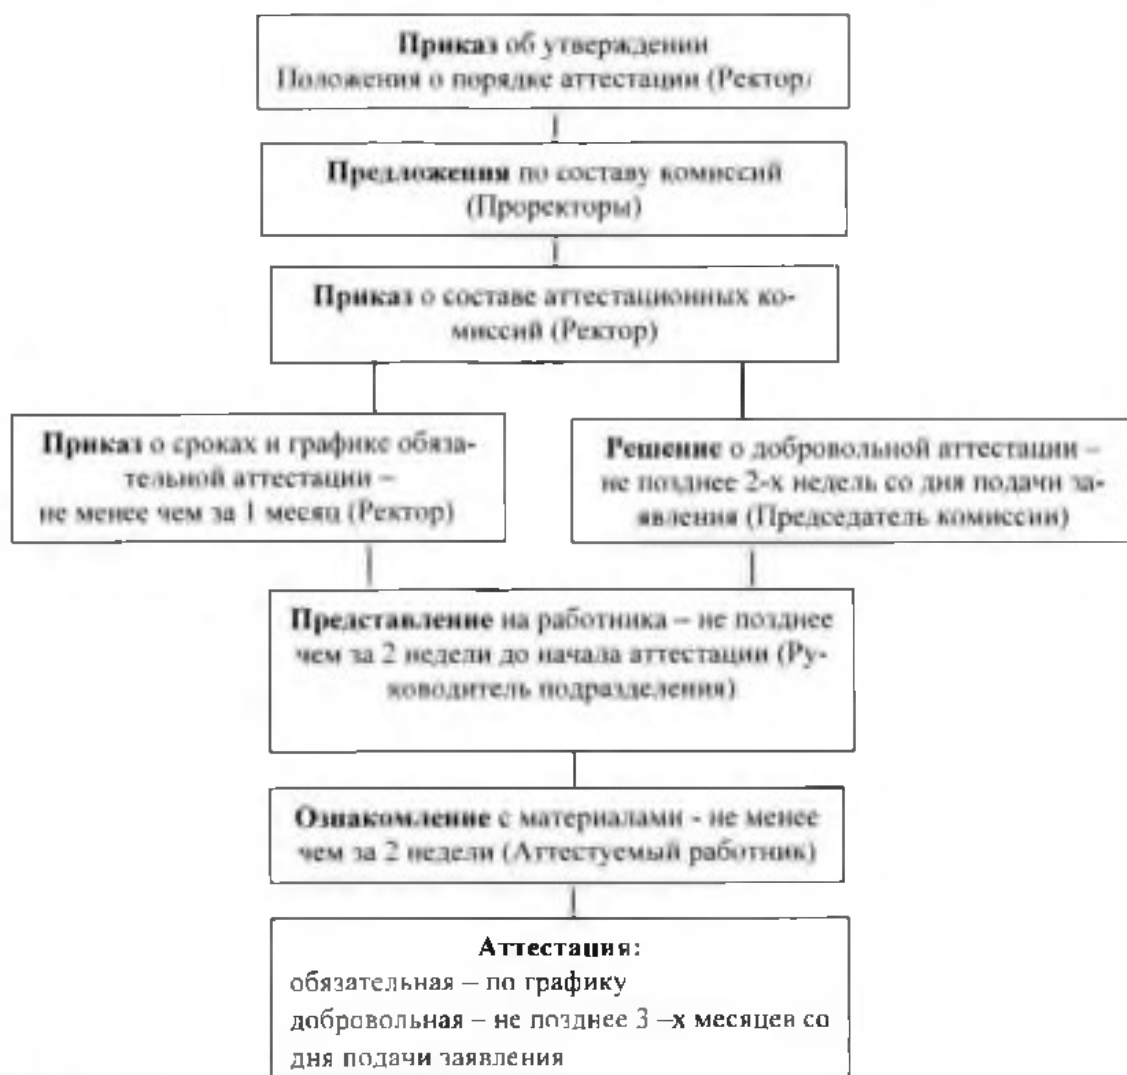 Приказ об утверждении
Положения о порядке аттестации (Ректор)
Предложения по составу комиссий
(Проректоры)
Приказ о составе аттестационных ко-
миссий (Ректор)
Приказ о сроках и графике обяза-
тельной аттестации –
не менее чем за 1 месяц (Ректор)
Решение о добровольной аттестации –
не позднее 2-х недель со дня подачи за-
явления (Председатель комиссии)
Представление на работника – не позднее
чем за 2 недели до начала аттестации (Ру-
ководитель подразделения)
Ознакомление с материалами - не менее
чем за 2 недели (Аттестуемый работник)
Аттестация:
обязательная – по графику
добровольная – не позднее 3 –х месяцев со
дня подачи заявления